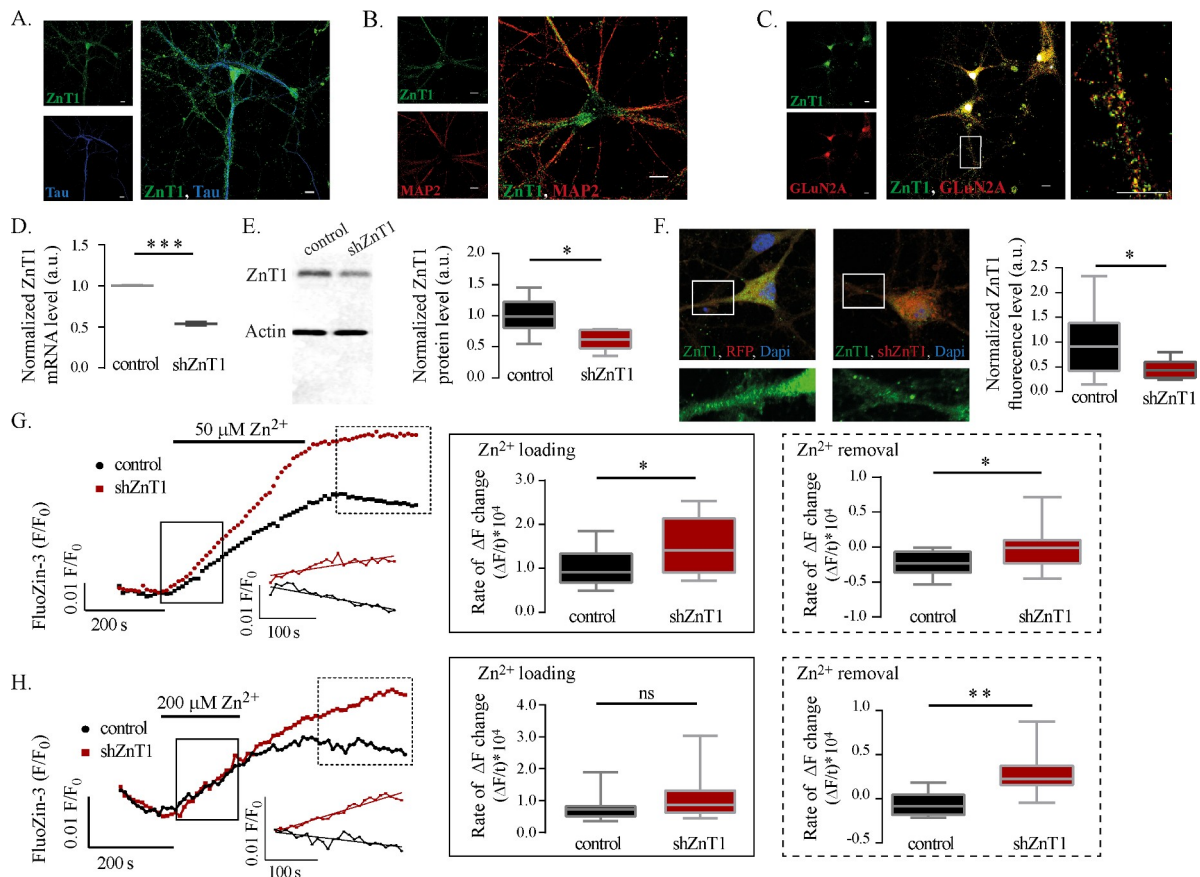 A.
ZnT1
Tau
ZnT1, Tau
B.
ZnT1
MAP2
ZnT1, MAP2
C.
ZnT1
GLuN2A
ZnT1, GLuN2A
D.
Normalized ZnT1
mRNA level (a.u.)
1.5
1.0
0.5
0.0
***
control
shZnT1
E.
control
shZnT1
ZnT1
Actin
Normalized ZnT1
protein level (a.u.)
2.0
1.5
1.0
0.5
0.0
*
control
shZnT1
F.
ZnT1, RFP, Dapi
ZnT1, shZnT1, Dapi
Normalized ZnT1
fluorecence level (a.u.)
2.5
2.0
1.5
1.0
0.5
0.0
*
control
shZnT1
G.
50 μM Zn²⁺
control
shZnT1
FluoZin-3 (F/F₀)
0.01 F/F₀
200 s
0.01 F/F₀
100 s
Zn²⁺ loading
Rate of ΔF change
(ΔF/t)*10⁴
3.0
2.0
1.0
0.0
*
control
shZnT1
Zn²⁺ removal
Rate of ΔF change
(ΔF/t)*10⁴
1.0
0.5
0.0
-0.5
-1.0
*
control
shZnT1
H.
200 μM Zn²⁺
control
shZnT1
FluoZin-3 (F/F₀)
0.01 F/F₀
200 s
0.01 F/F₀
100 s
Zn²⁺ loading
Rate of ΔF change
(ΔF/t)*10⁴
4.0
3.0
2.0
1.0
0.0
ns
control
shZnT1
Zn²⁺ removal
Rate of ΔF change
(ΔF/t)*10⁴
1.0
0.5
0.0
-0.5
**
control
shZnT1